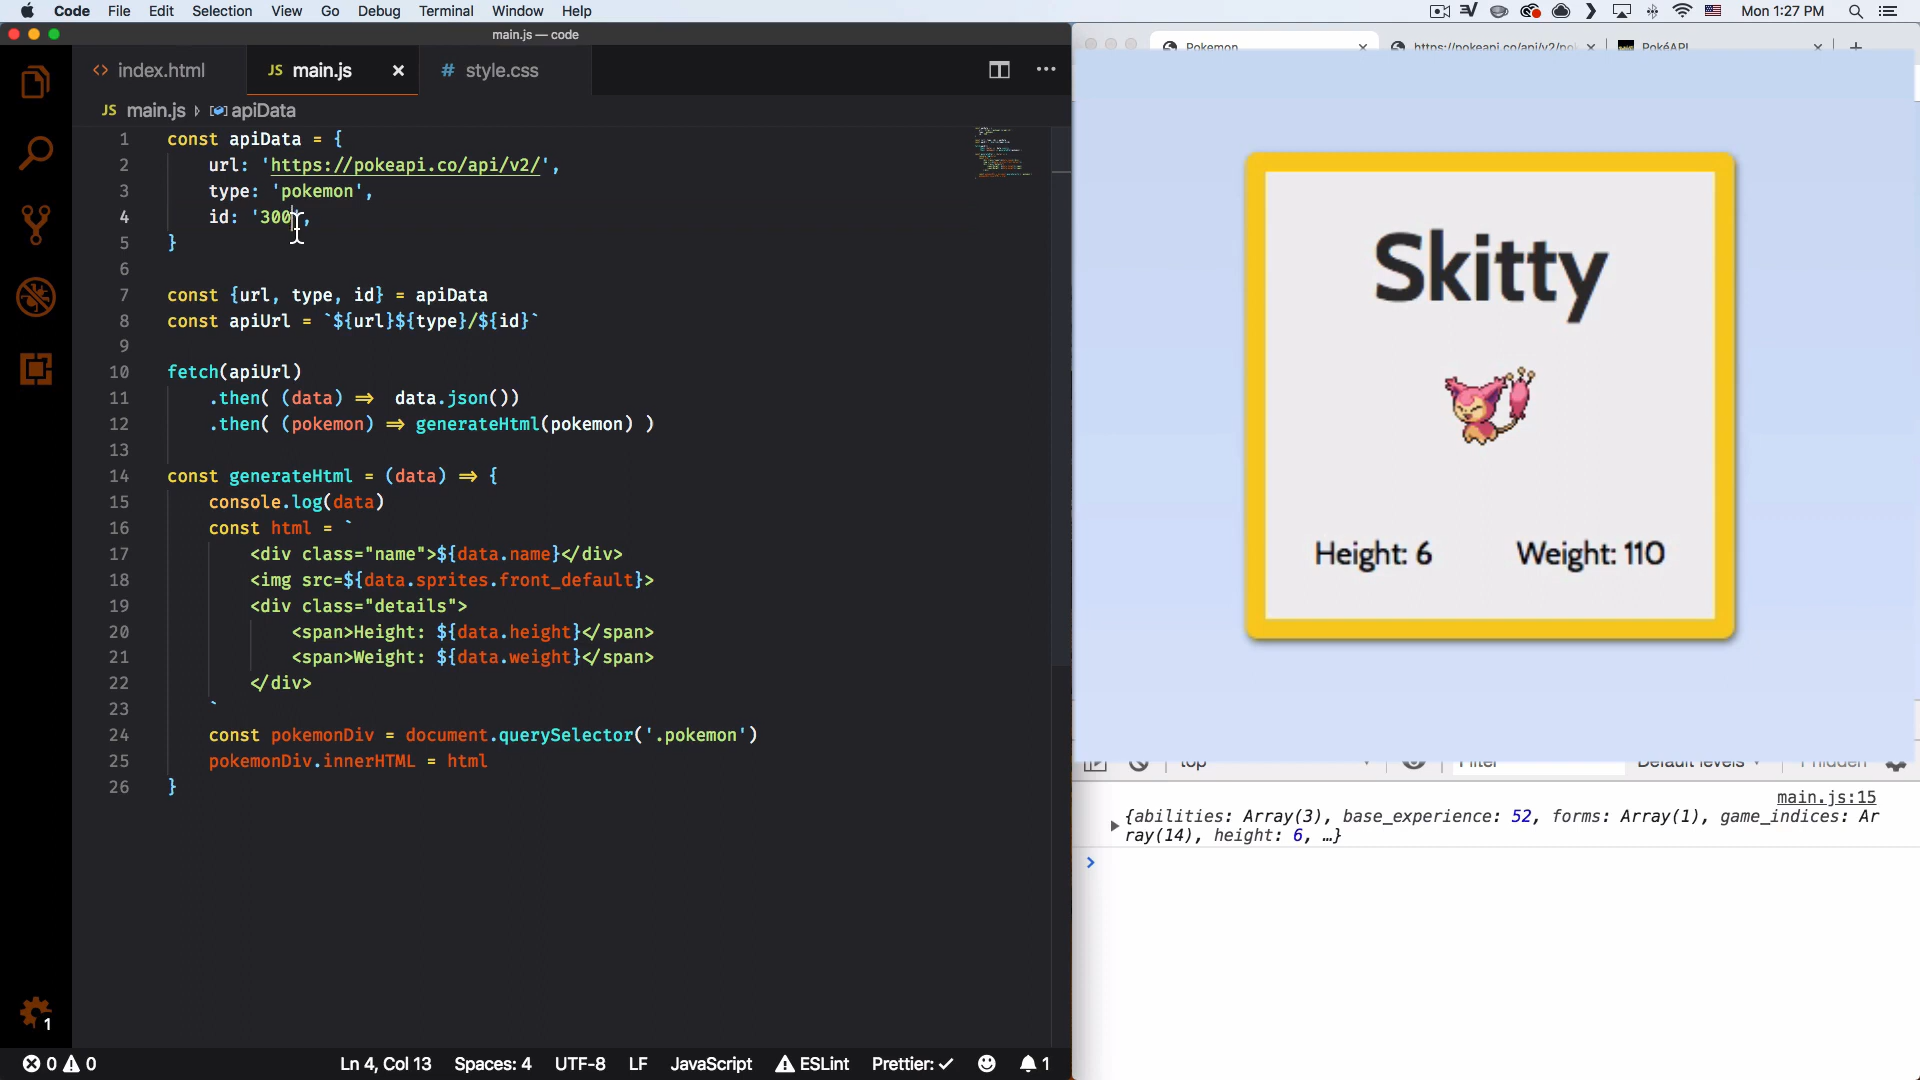 Code File Edit Selection View Go Debug Terminal Window Help
Mon 1:27 PM
main.js — code
index.html
JS main.js
# style.css
JS main.js apiData
1 const apiData = {
2 url: 'https://pokeapi.co/api/v2/',
3 type: 'pokemon',
4 id: '300',
5 }
6
7 const {url, type, id} = apiData
8 const apiUrl = `${url}${type}/${id}`
9
10 fetch(apiUrl)
11 .then( (data) => data.json())
12 .then( (pokemon) => generateHtml(pokemon) )
13
14 const generateHtml = (data) => {
15 console.log(data)
16 const html = `
17 <div class="name">${data.name}</div>
18 <img src=${data.sprites.front_default}>
19 <div class="details">
20 <span>Height: ${data.height}</span>
21 <span>Weight: ${data.weight}</span>
22 </div>
23 `
24 const pokemonDiv = document.querySelector('.pokemon')
25 pokemonDiv.innerHTML = html
26 }
1
0 0
Ln 4, Col 13 Spaces: 4 UTF-8 LF JavaScript ESLint Prettier: ✓ 1
Pokemon
https://pokeapi.co/api/v2/pok
PokéAPI
Skitty
Height: 6 Weight: 110
top
Filter
Default levels
1 hidden
main.js:15
{abilities: Array(3), base_experience: 52, forms: Array(1), game_indices: Ar
ray(14), height: 6, …}